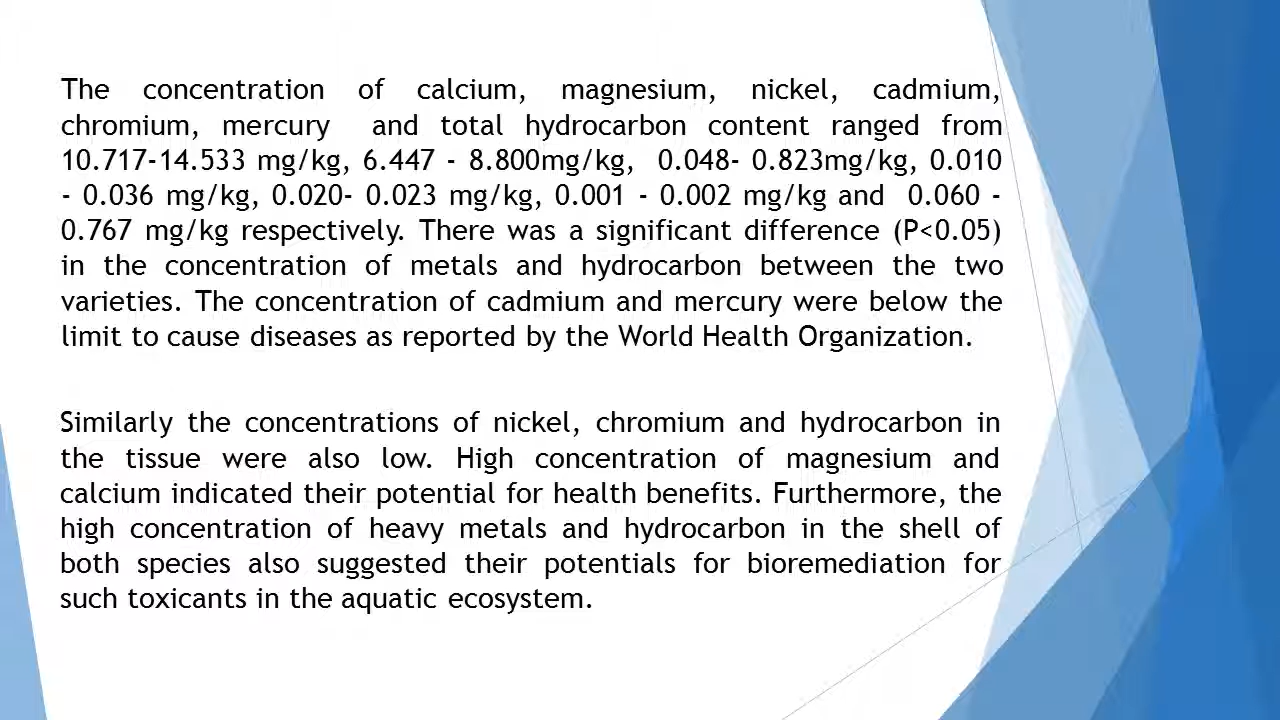 The concentration of calcium, magnesium, nickel, cadmium,
chromium, mercury and total hydrocarbon content ranged from
10.717-14.533 mg/kg, 6.447 - 8.800mg/kg, 0.048- 0.823mg/kg, 0.010
- 0.036 mg/kg, 0.020- 0.023 mg/kg, 0.001 - 0.002 mg/kg and 0.060 -
0.767 mg/kg respectively. There was a significant difference (P<0.05)
in the concentration of metals and hydrocarbon between the two
varieties. The concentration of cadmium and mercury were below the
limit to cause diseases as reported by the World Health Organization.
Similarly the concentrations of nickel, chromium and hydrocarbon in
the tissue were also low. High concentration of magnesium and
calcium indicated their potential for health benefits. Furthermore, the
high concentration of heavy metals and hydrocarbon in the shell of
both species also suggested their potentials for bioremediation for
such toxicants in the aquatic ecosystem.